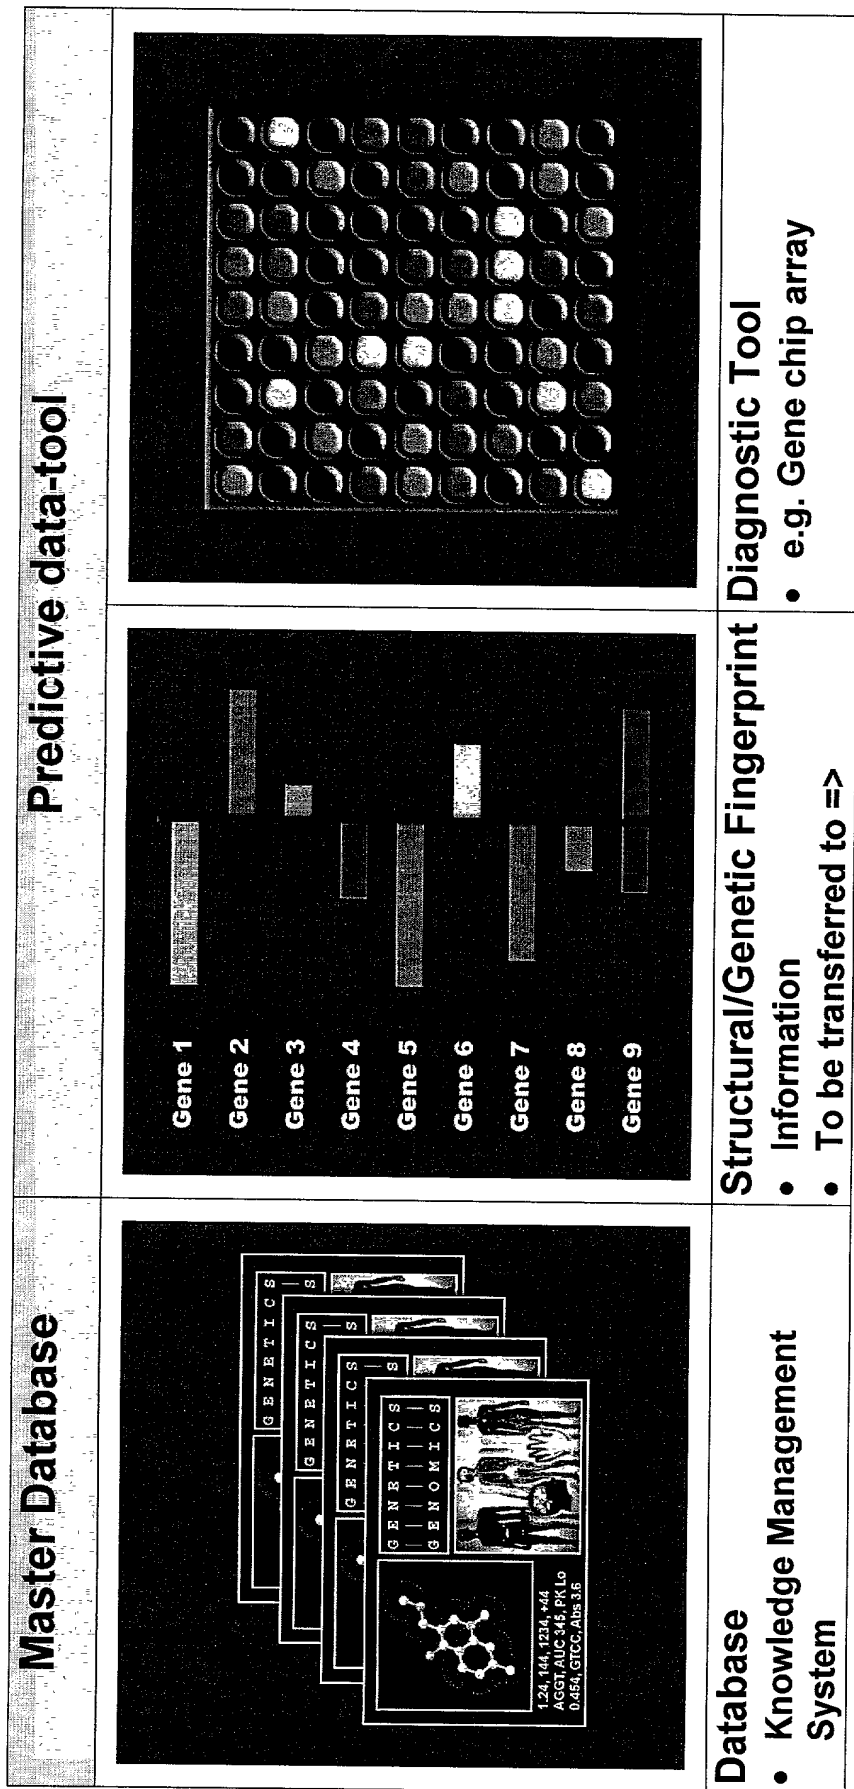 Master Database
Predictive data-tool
GENETICS
| S
GENETICS
| S
GENETICS
| S
GENETICS
| | | | | | | |
GENOMICS
1.24, 144, 1234, +44
AGGT, AUC 345, PK Lo
0.454, GTCC, Abs 3.6
Gene 1
Gene 2
Gene 3
Gene 4
Gene 5
Gene 6
Gene 7
Gene 8
Gene 9
Database
• Knowledge Management
System
Structural/Genetic Fingerprint
• Information
• To be transferred to =>
Diagnostic Tool
• e.g. Gene chip array